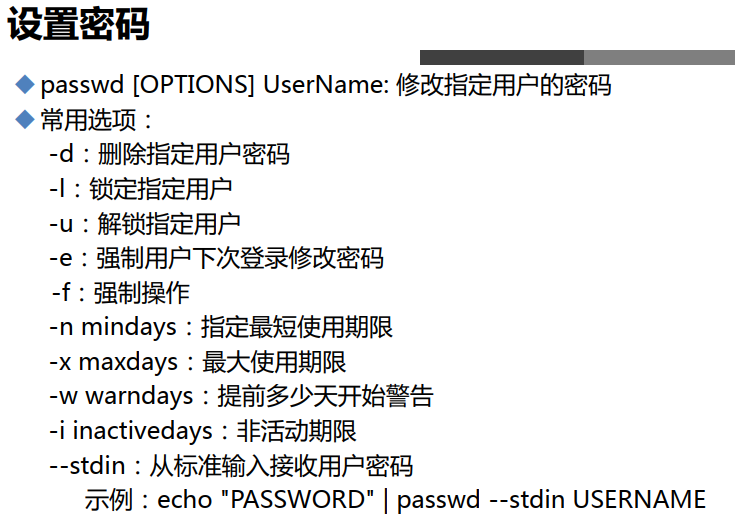 设置密码
passwd [OPTIONS] UserName: 修改指定用户的密码
常用选项：
-d：删除指定用户密码
-l：锁定指定用户
-u：解锁指定用户
-e：强制用户下次登录修改密码
-f：强制操作
-n mindays：指定最短使用期限
-x maxdays：最大使用期限
-w warndays：提前多少天开始警告
-i inactivedays：非活动期限
--stdin：从标准输入接收用户密码
示例：echo "PASSWORD" | passwd --stdin USERNAME